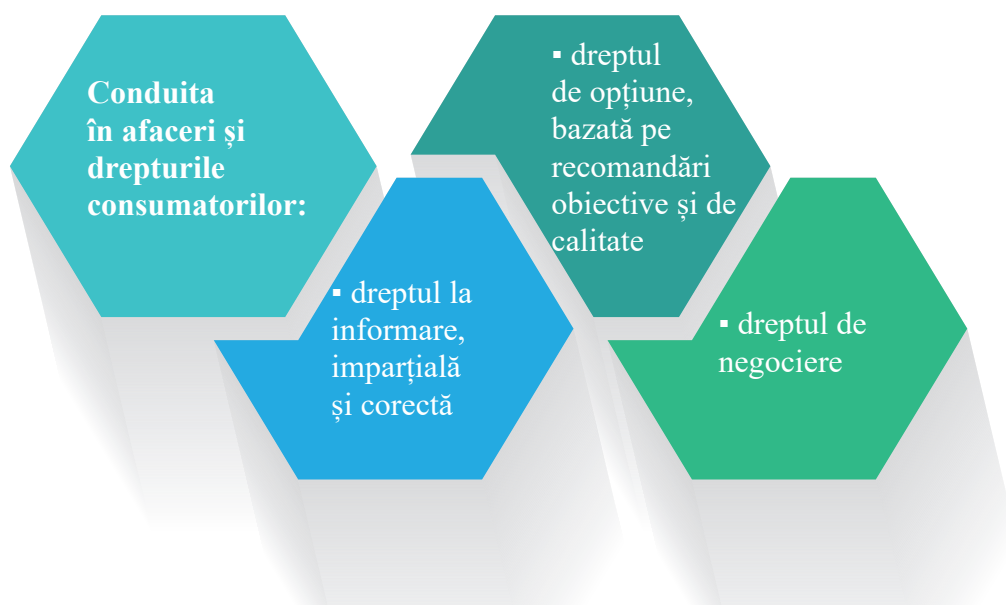 Conduita
în afaceri și
drepturile
consumatorilor:
▪ dreptul la
informare,
imparțială
și corectă
▪ dreptul
de opțiune,
bazată pe
recomandări
obiective și de
calitate
▪ dreptul de
negociere